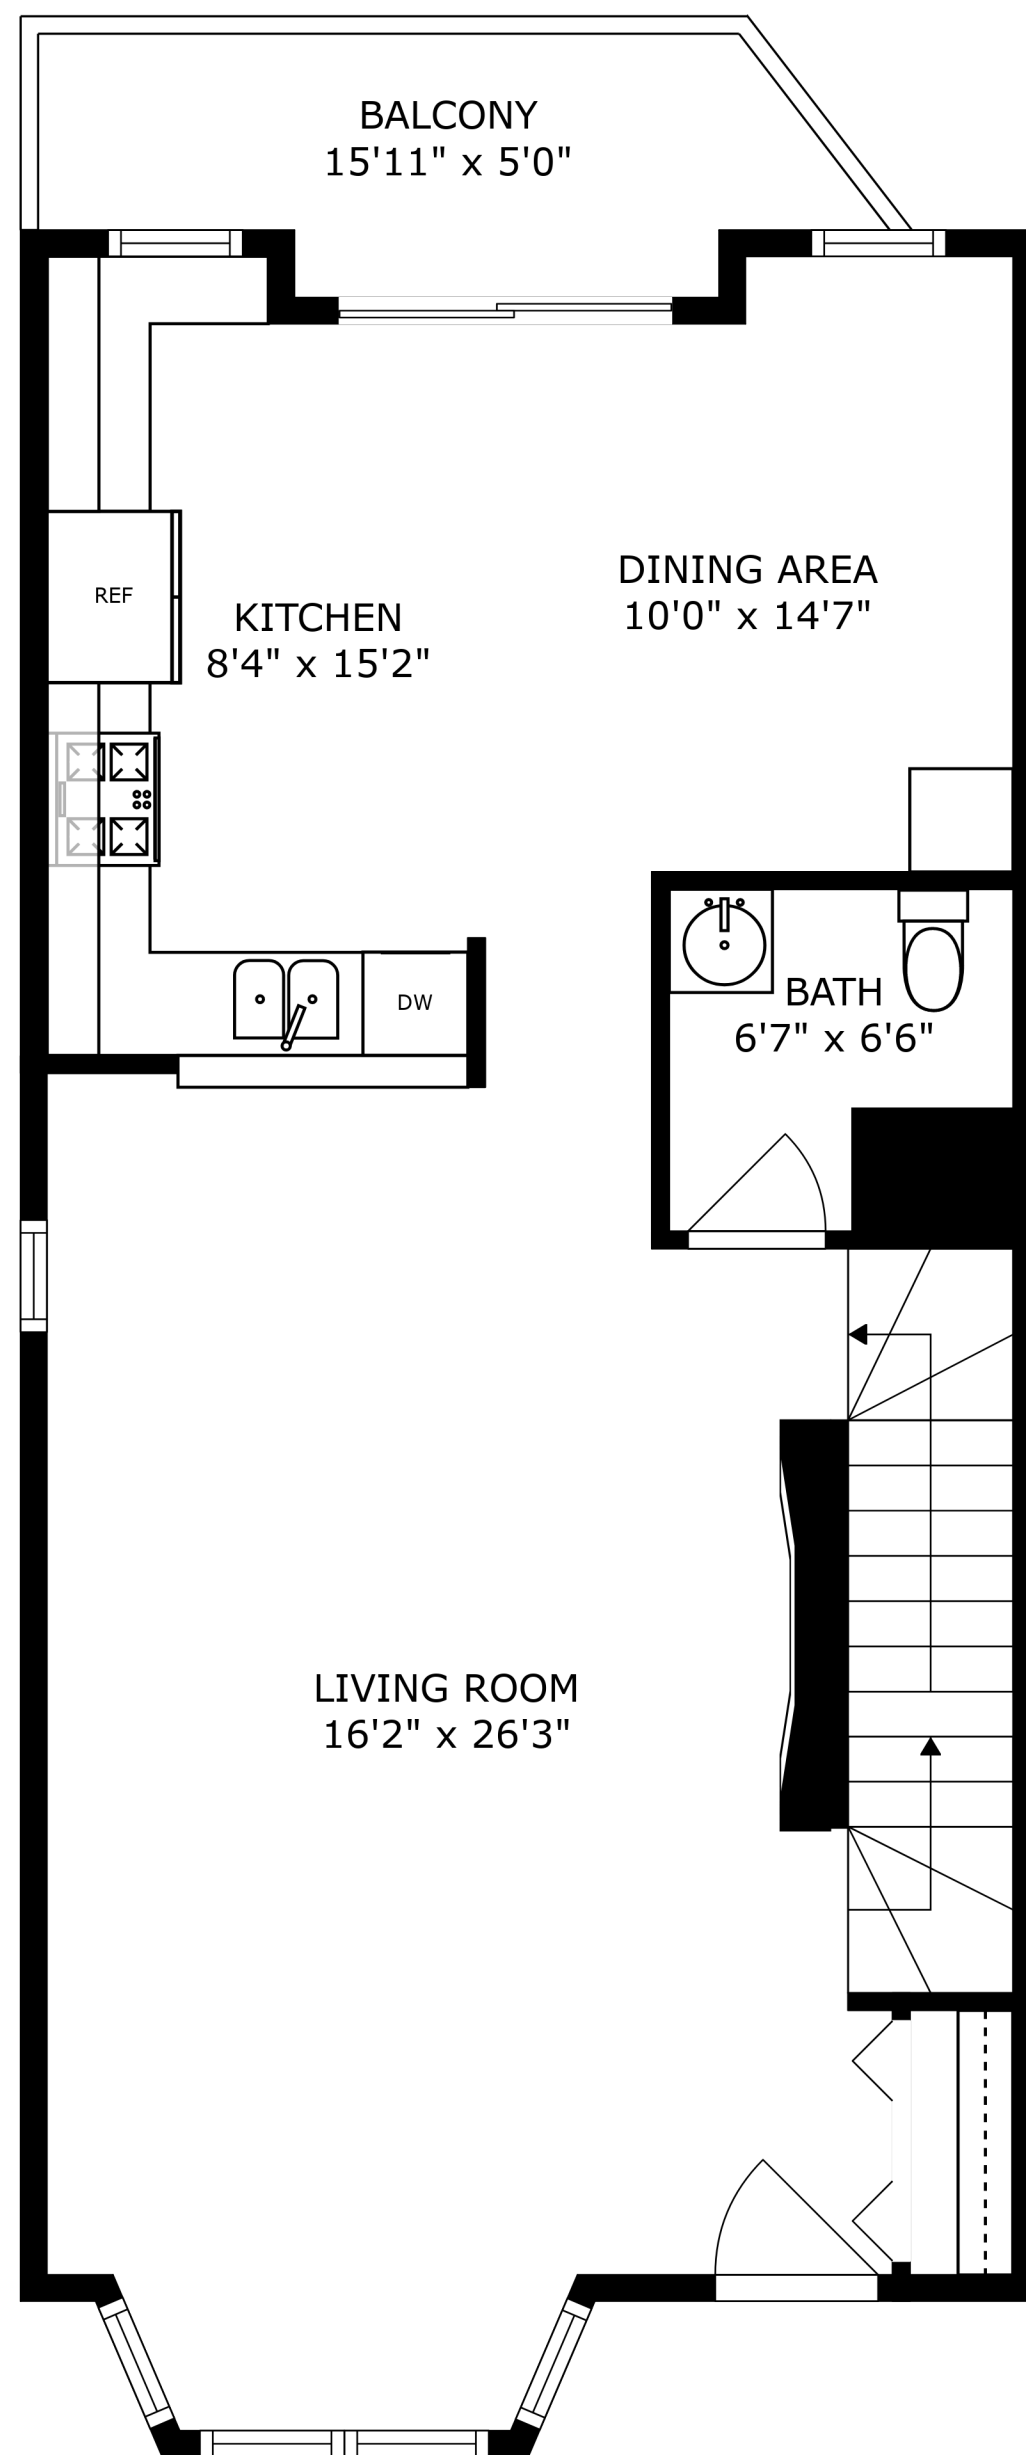 BALCONY
15'11" x 5'0"
DINING AREA
10'0" x 14'7"
REF
KITCHEN
8'4" x 15'2"
DW
BATH
6'7" x 6'6"
LIVING ROOM
16'2" x 26'3"